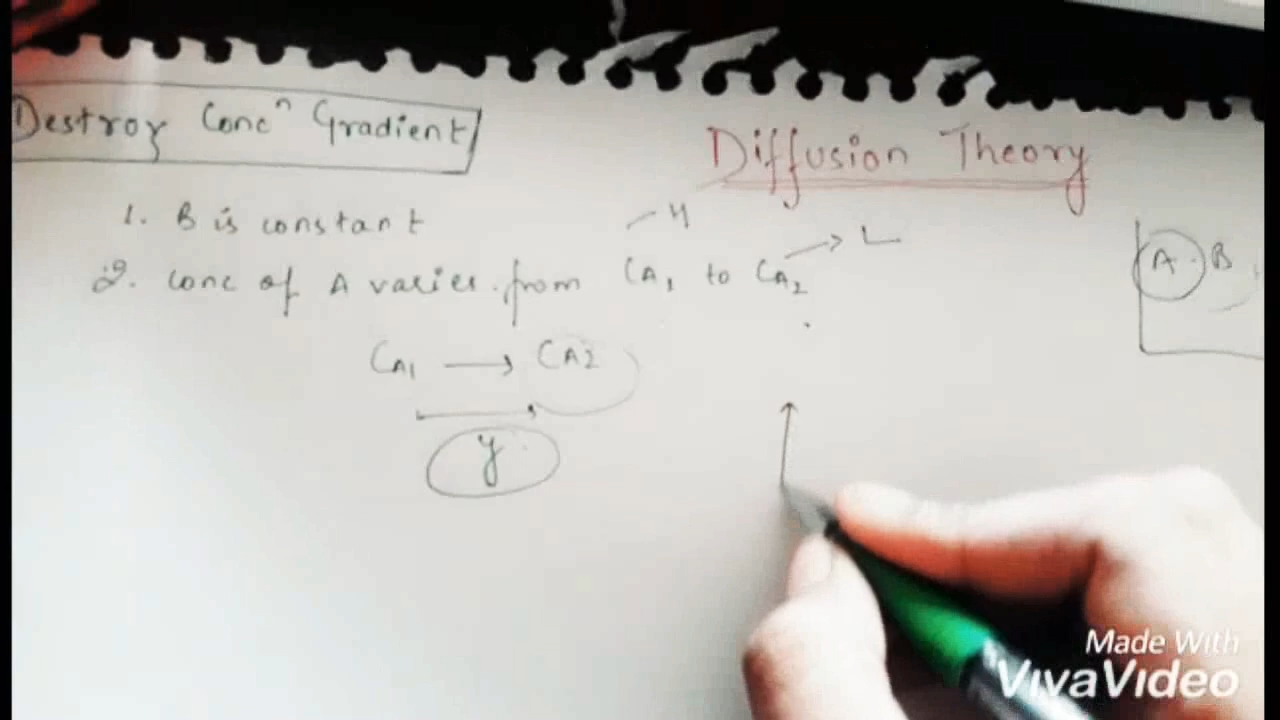 Destroy Concⁿ Gradient
Diffusion Theory
1. B is constant
H
2. Conc of A varies from CA1 to CA2
L
A B
CA1 → CA2
y
Made With
VivaVideo